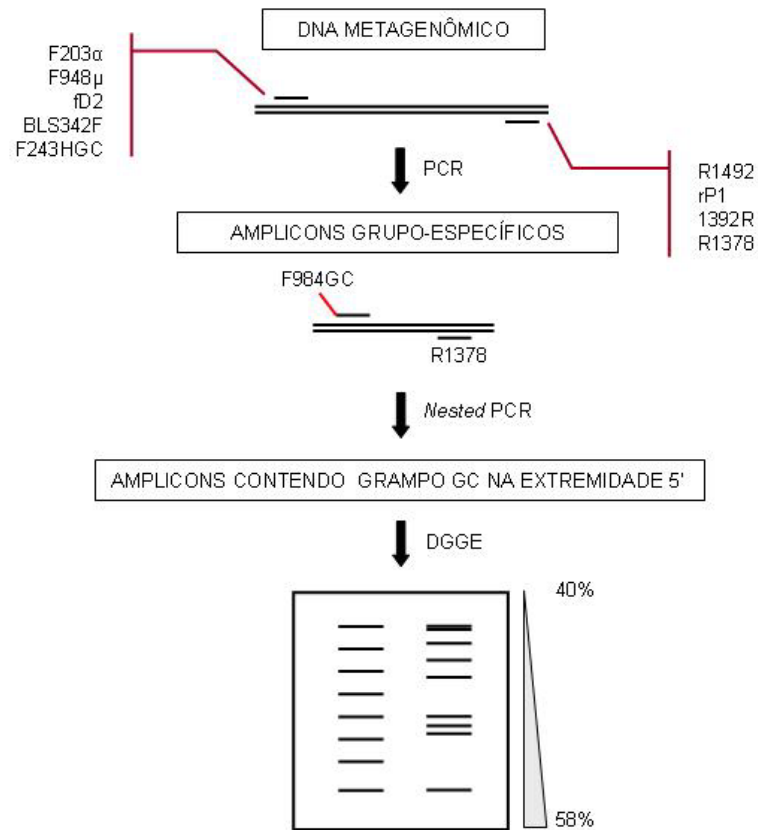 DNA METAGENÔMICO
F203α
F948µ
fD2
BLS342F
F243HGC
PCR
R1492
rP1
1392R
R1378
AMPLICONS GRUPO-ESPECÍFICOS
F984GC
R1378
Nested PCR
AMPLICONS CONTENDO GRAMPO GC NA EXTREMIDADE 5'
DGGE
40%
58%